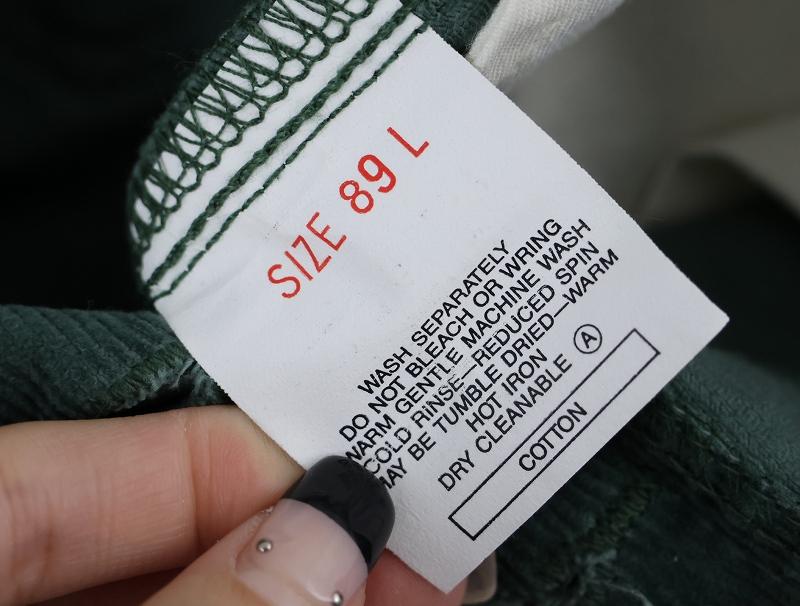 SIZE 89 L
WASH SEPARATELY
DO NOT BLEACH OR WRING
WARM GENTLE MACHINE WASH
COLD RINSE—REDUCED SPIN
MAY BE TUMBLE DRIED—WARM
HOT IRON
DRY CLEANABLE Ⓐ
COTTON